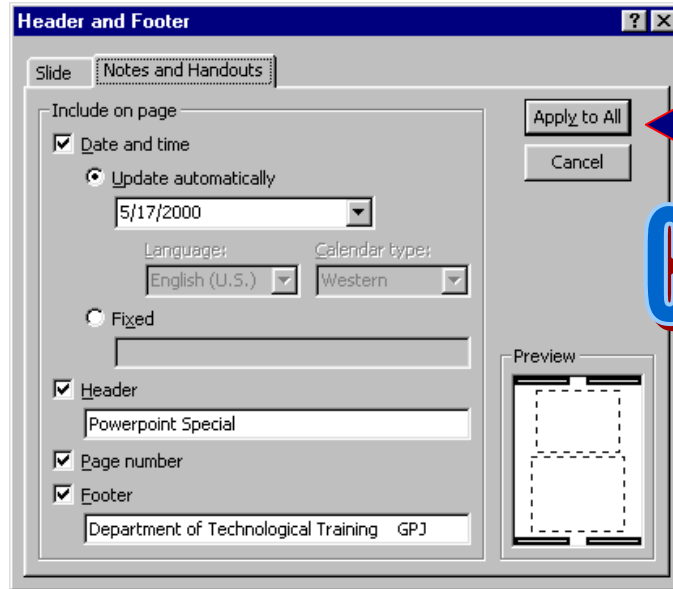 Header and Footer
Slide Notes and Handouts
Include on page
Apply to All
Date and time
Cancel
Update automatically
5/17/2000
Language: Calendar type:
English (U.S.) Western
Fixed
Preview
Header
Powerpoint Special
Page number
Footer
Department of Technological Training GPJ